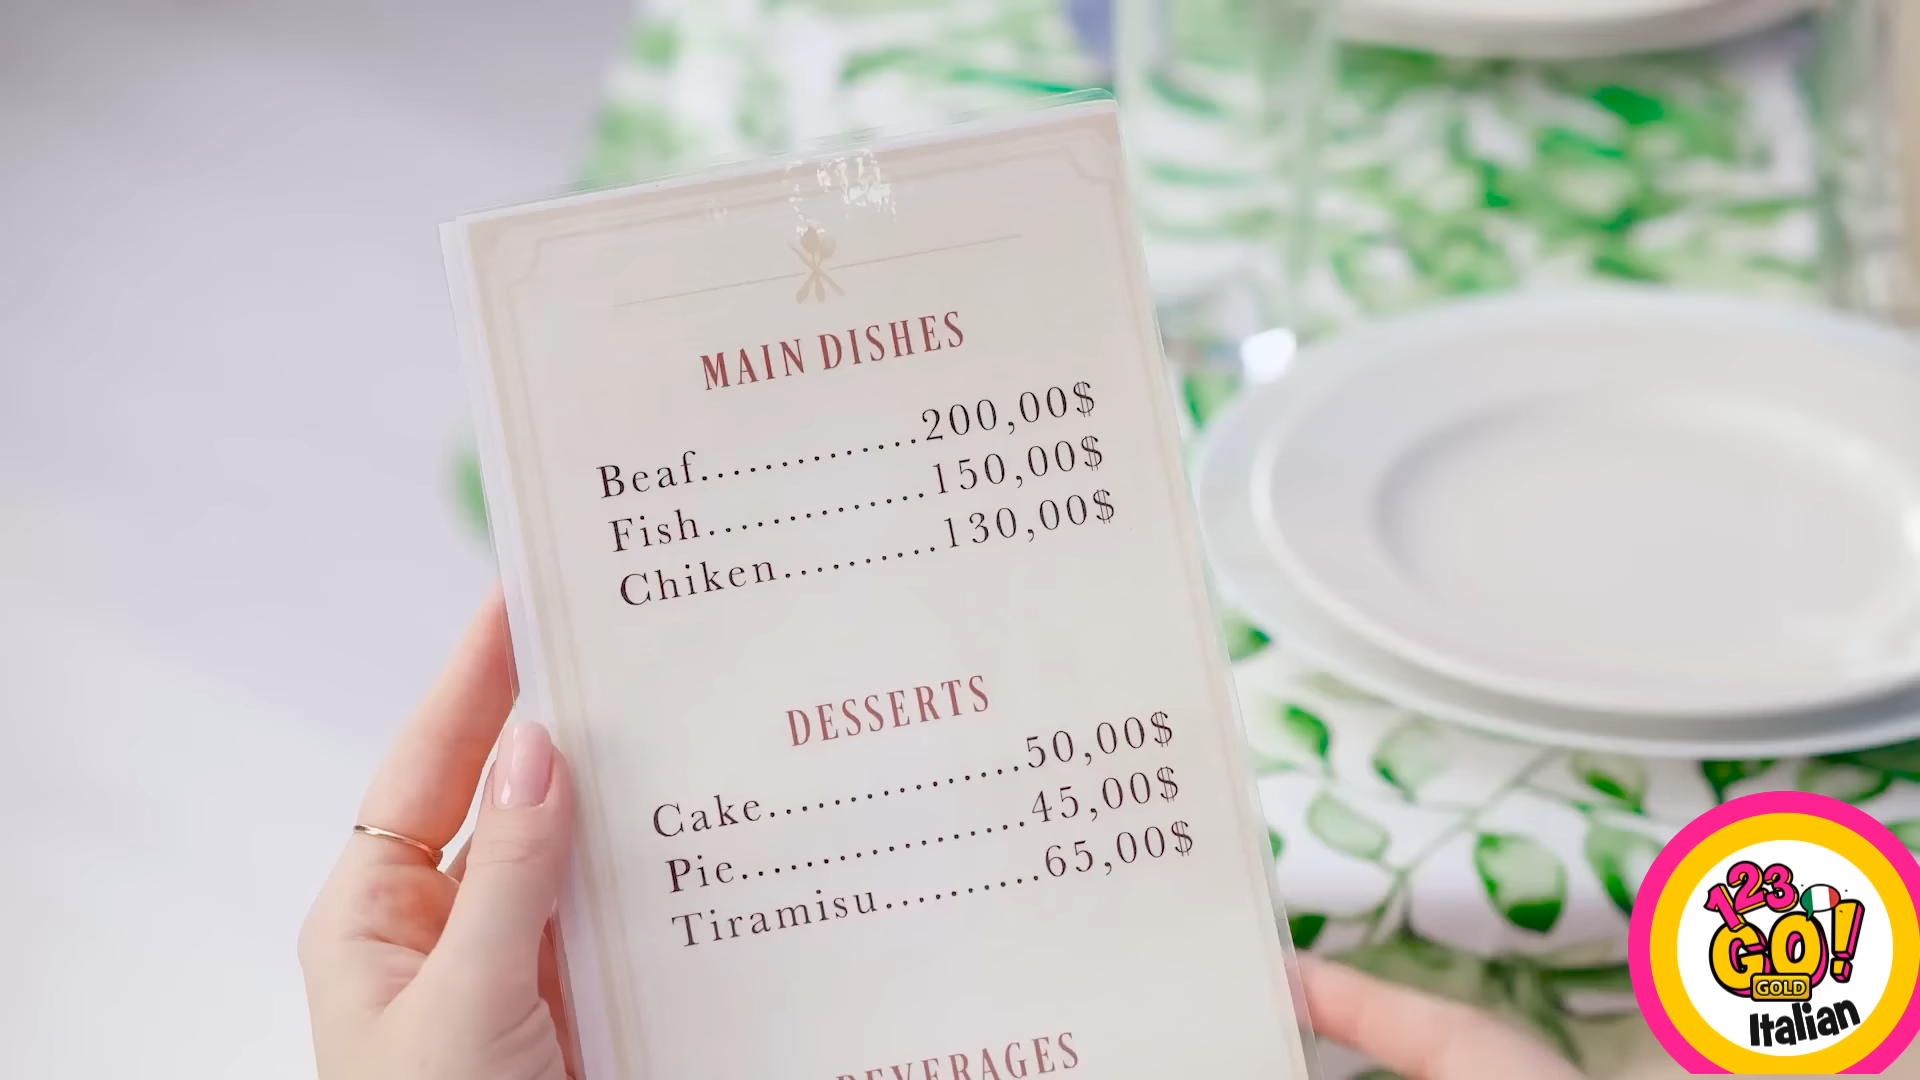 MAIN DISHES
Beaf.............200,00$
Fish..............150,00$
Chiken..........130,00$
DESSERTS
Cake................50,00$
Pie.................45,00$
Tiramisu.........65,00$
BEVERAGES
123
GO!
GOLD
Italian